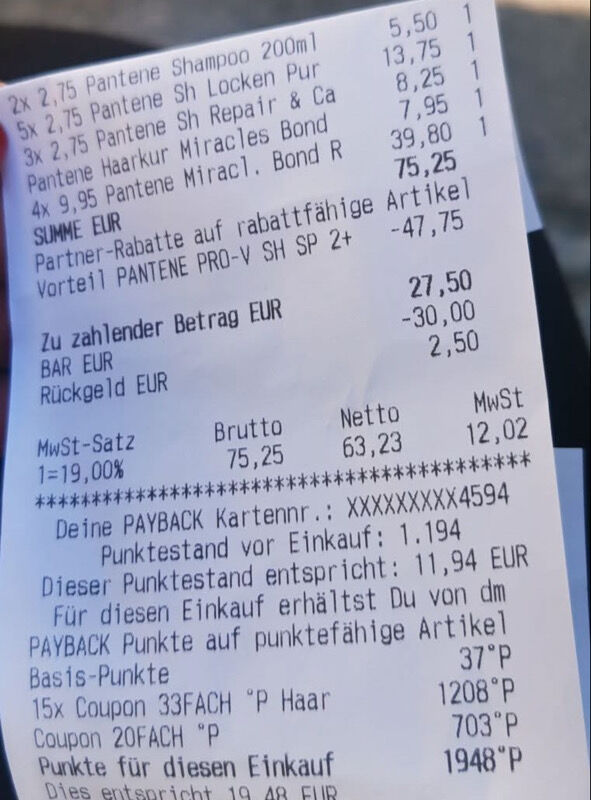 2x 2,75 Pantene Shampoo 200ml 5,50 1
5x 2,75 Pantene Sh Locken Pur 13,75 1
3x 2,75 Pantene Sh Repair & Ca 8,25 1
Pantene Haarkur Miracles Bond 7,95 1
4x 9,95 Pantene Miracl. Bond R 39,80 1
SUMME EUR 75,25
Partner-Rabatte auf rabattfähige Artikel
Vorteil PANTENE PRO-V SH SP 2+ -47,75
Zu zahlender Betrag EUR 27,50
BAR EUR -30,00
Rückgeld EUR 2,50
MwSt-Satz Brutto Netto MwSt
1=19,00% 75,25 63,23 12,02
********************************************
Deine PAYBACK Kartennr.: XXXXXXXXX4594
Punktestand vor Einkauf: 1.194
Dieser Punktestand entspricht: 11,94 EUR
Für diesen Einkauf erhältst Du von dm
PAYBACK Punkte auf punktefähige Artikel
Basis-Punkte 37°P
15x Coupon 33FACH °P Haar 1208°P
Coupon 20FACH °P 703°P
Punkte für diesen Einkauf 1948°P
Dies entspricht 19,48 EUR